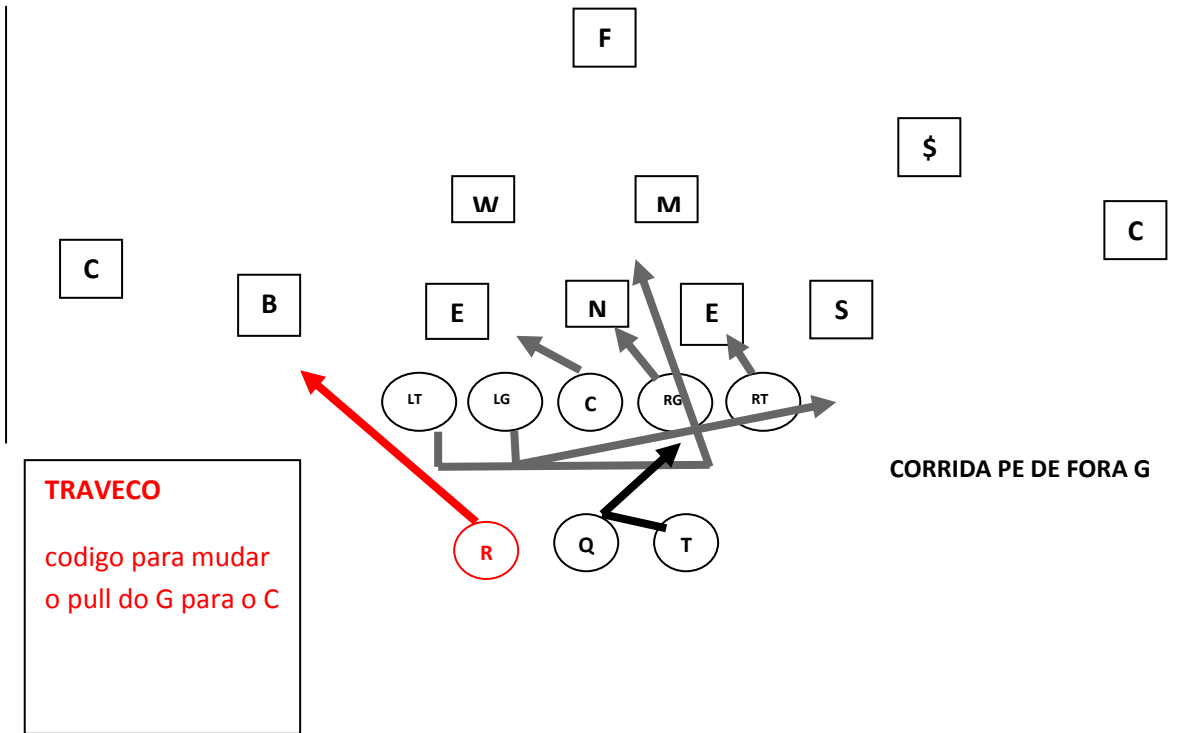 F
$
W
M
C
C
B
E
N
E
S
LT
LG
C
RG
RT
CORRIDA PE DE FORA G
TRAVECO
codigo para mudar
o pull do G para o C
R
Q
T